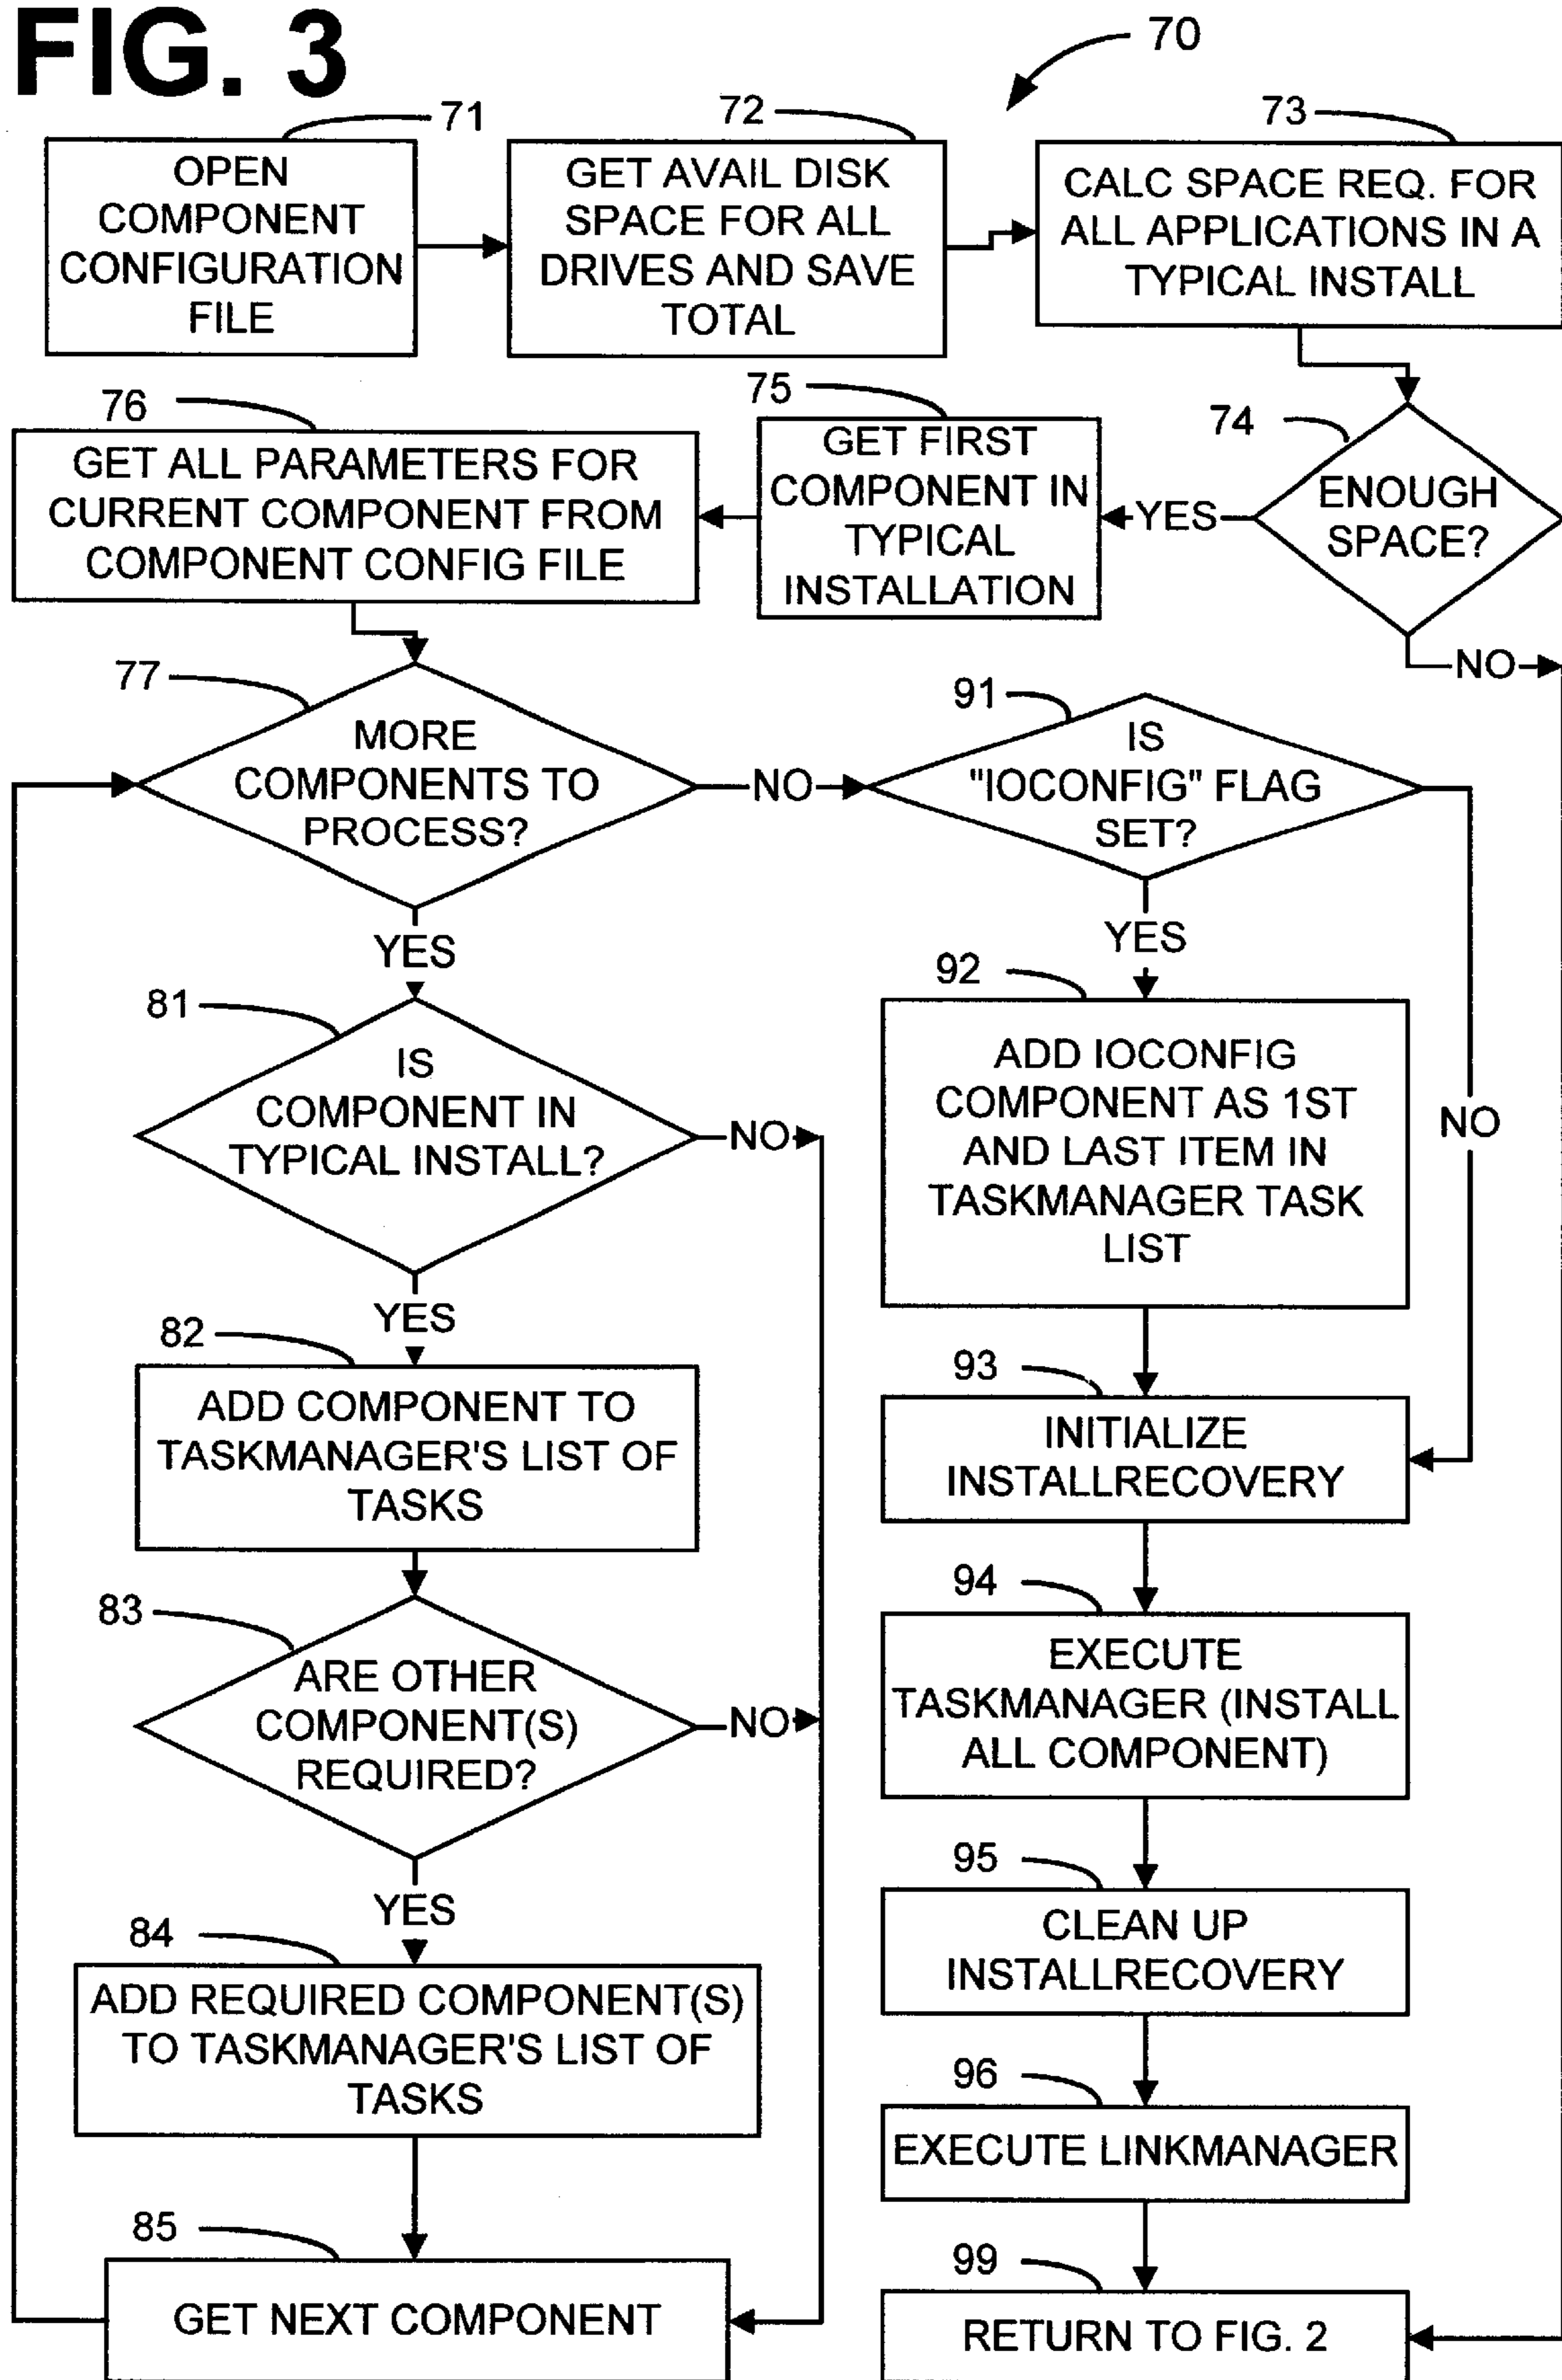 FIG. 3
70
71
OPEN
COMPONENT
CONFIGURATION
FILE
72
GET AVAIL DISK
SPACE FOR ALL
DRIVES AND SAVE
TOTAL
73
CALC SPACE REQ. FOR
ALL APPLICATIONS IN A
TYPICAL INSTALL
74
ENOUGH
SPACE?
YES
NO
75
GET FIRST
COMPONENT IN
TYPICAL
INSTALLATION
76
GET ALL PARAMETERS FOR
CURRENT COMPONENT FROM
COMPONENT CONFIG FILE
77
MORE
COMPONENTS TO
PROCESS?
NO
YES
81
IS
COMPONENT IN
TYPICAL INSTALL?
NO
YES
82
ADD COMPONENT TO
TASKMANAGER'S LIST OF
TASKS
83
ARE OTHER
COMPONENT(S)
REQUIRED?
NO
YES
84
ADD REQUIRED COMPONENT(S)
TO TASKMANAGER'S LIST OF
TASKS
85
GET NEXT COMPONENT
91
IS
"IOCONFIG" FLAG
SET?
YES
NO
92
ADD IOCONFIG
COMPONENT AS 1ST
AND LAST ITEM IN
TASKMANAGER TASK
LIST
93
INITIALIZE
INSTALLRECOVERY
94
EXECUTE
TASKMANAGER (INSTALL
ALL COMPONENT)
95
CLEAN UP
INSTALLRECOVERY
96
EXECUTE LINKMANAGER
99
RETURN TO FIG. 2